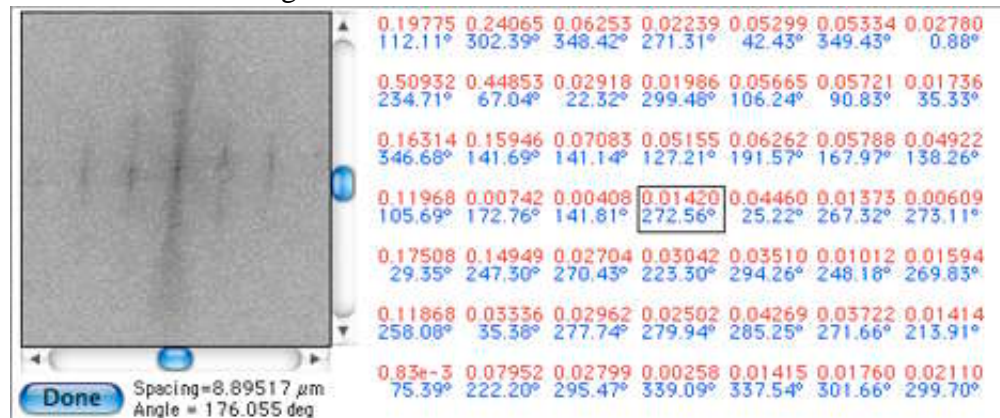 0.19775 0.24065 0.06253 0.02239 0.05299 0.05334 0.02780
112.11° 302.39° 348.42° 271.31° 42.43° 349.43° 0.88°
0.50932 0.44853 0.02918 0.01986 0.05665 0.05721 0.01736
234.71° 67.04° 22.32° 299.48° 106.24° 90.83° 35.33°
0.16314 0.15946 0.07083 0.05155 0.06262 0.05788 0.04922
346.68° 141.69° 141.14° 127.21° 191.57° 167.97° 138.26°
0.11968 0.00742 0.00408 0.01420 0.04460 0.01373 0.00609
105.69° 172.76° 141.81° 272.56° 25.22° 267.32° 273.11°
0.17508 0.14949 0.02704 0.03042 0.03510 0.01012 0.01594
29.35° 247.30° 270.43° 223.30° 294.26° 248.18° 269.83°
0.11868 0.03336 0.02962 0.02502 0.04269 0.03722 0.01414
258.08° 35.38° 277.74° 279.94° 285.25° 271.66° 213.91°
0.83e-3 0.07952 0.02799 0.00258 0.01415 0.01760 0.02110
75.39° 222.20° 295.47° 339.09° 337.54° 301.66° 299.70°
Done
Spacing=8.89517 µm
Angle = 176.055 deg